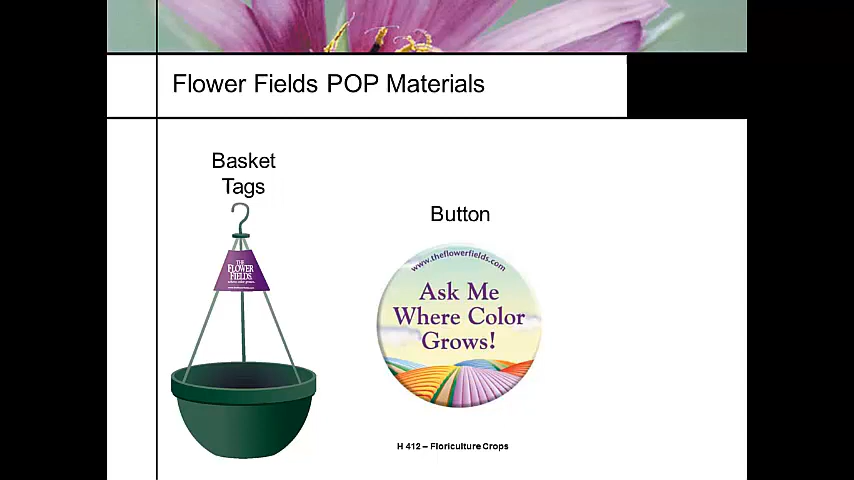 Flower Fields POP Materials
Basket
Tags
Button
THE
FLOWER
FIELDS
www.theflowerfields.com
Ask Me
Where Color
Grows!
H 412 – Floriculture Crops